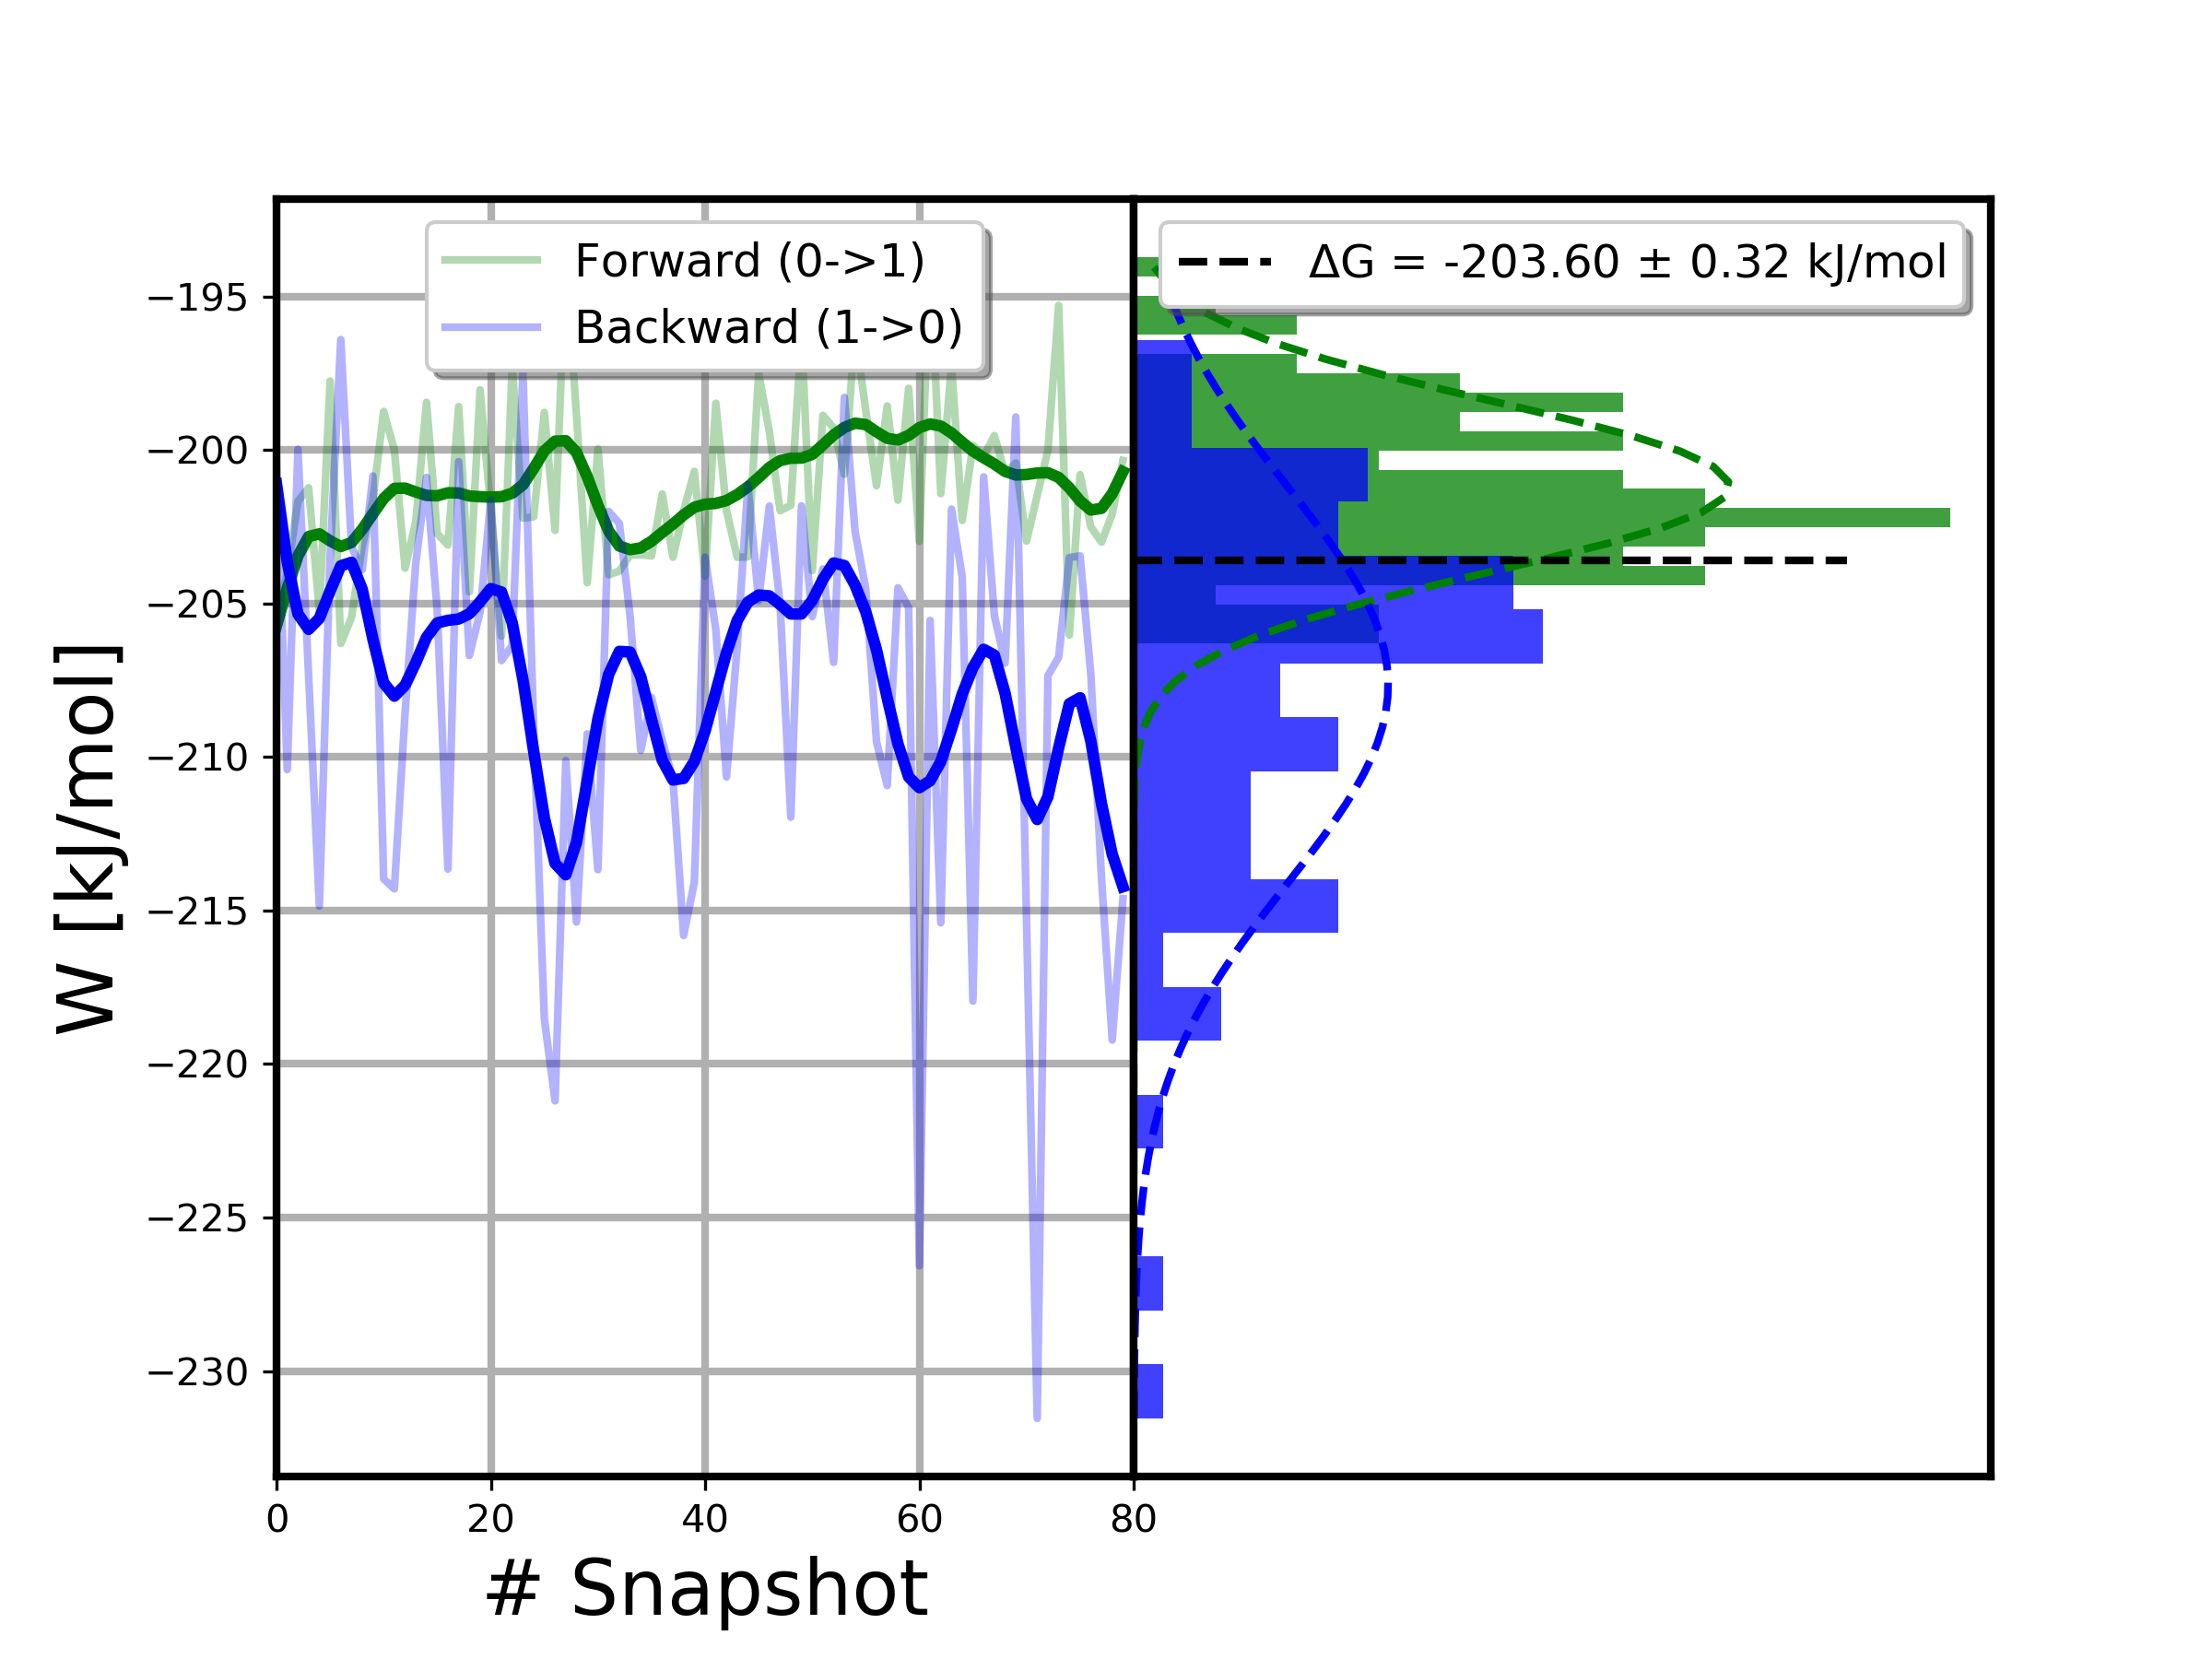 Forward (0->1)
Backward (1->0)
ΔG = -203.60 ± 0.32 kJ/mol
−195
−200
−205
−210
−215
−220
−225
−230
W [kJ/mol]
0 20 40 60 80
# Snapshot